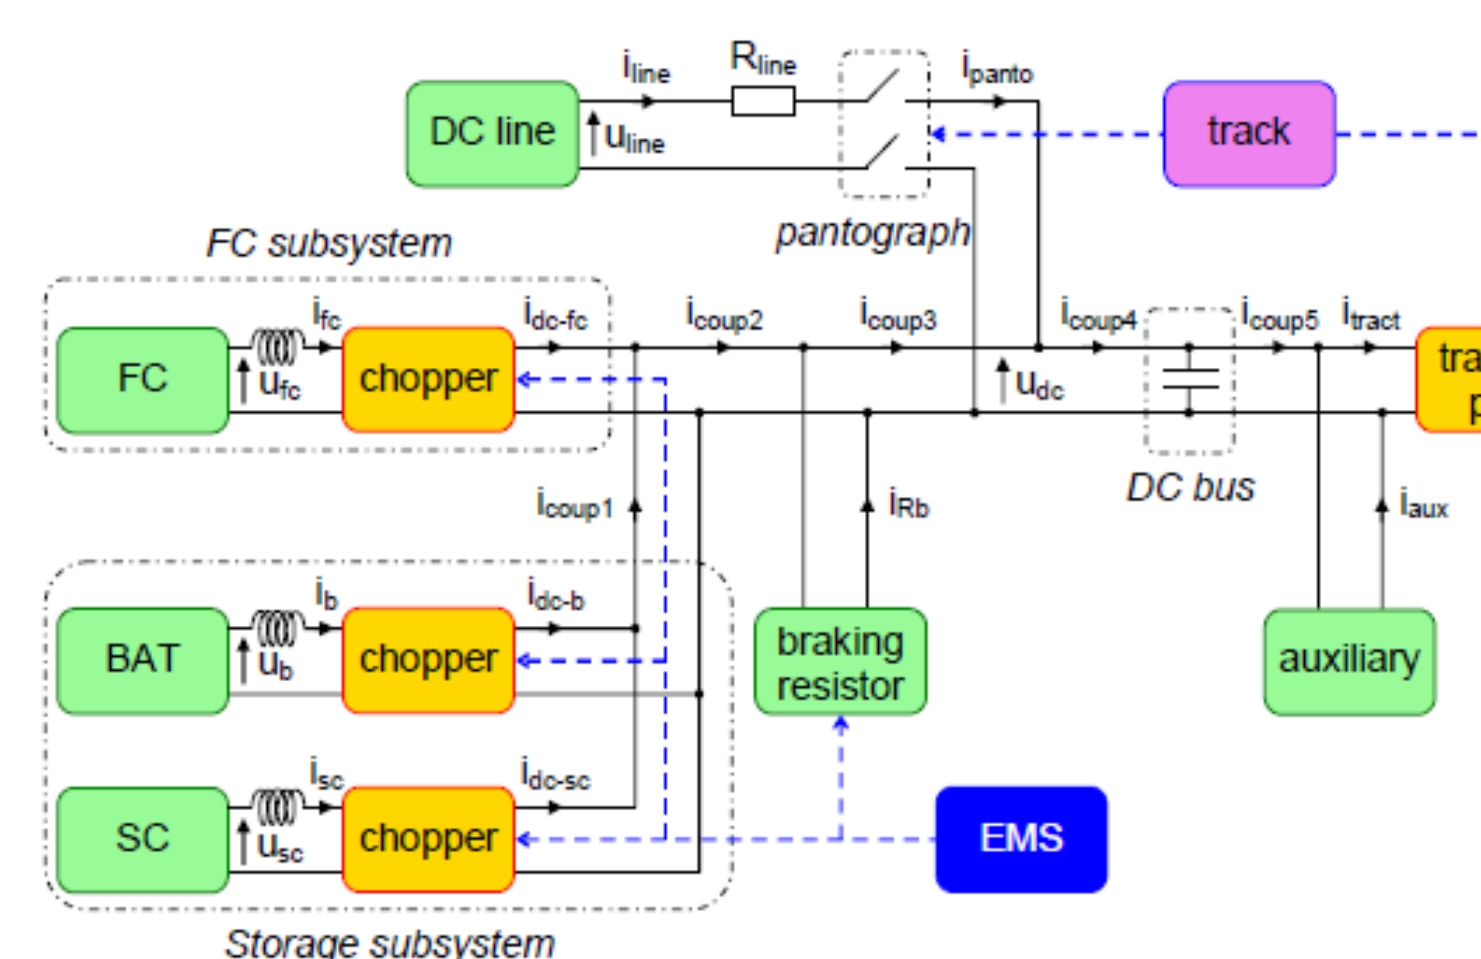 i_line
R_line
i_panto
DC line
u_line
track
pantograph
FC subsystem
i_fc
i_dc-fc
i_coup2
i_coup3
i_coup4
i_coup5
i_tract
FC
u_fc
chopper
u_dc
tra
p
DC bus
i_coup1
i_Rb
i_aux
i_b
i_dc-b
BAT
u_b
chopper
braking
resistor
auxiliary
i_sc
i_dc-sc
SC
u_sc
chopper
EMS
Storage subsystem